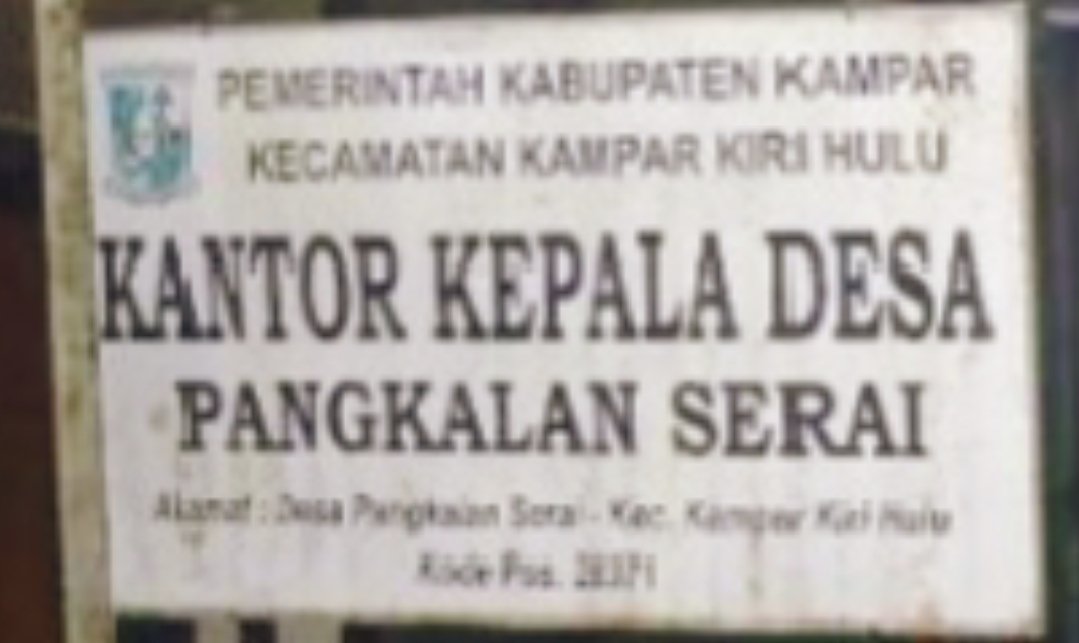 PEMERINTAH KABUPATEN KAMPAR
KECAMATAN KAMPAR KIRI HULU
KANTOR KEPALA DESA
PANGKALAN SERAI
Alamat : Desa Pangkalan Serai - Kec. Kampar Kiri Hulu
Kode Pos. 28371